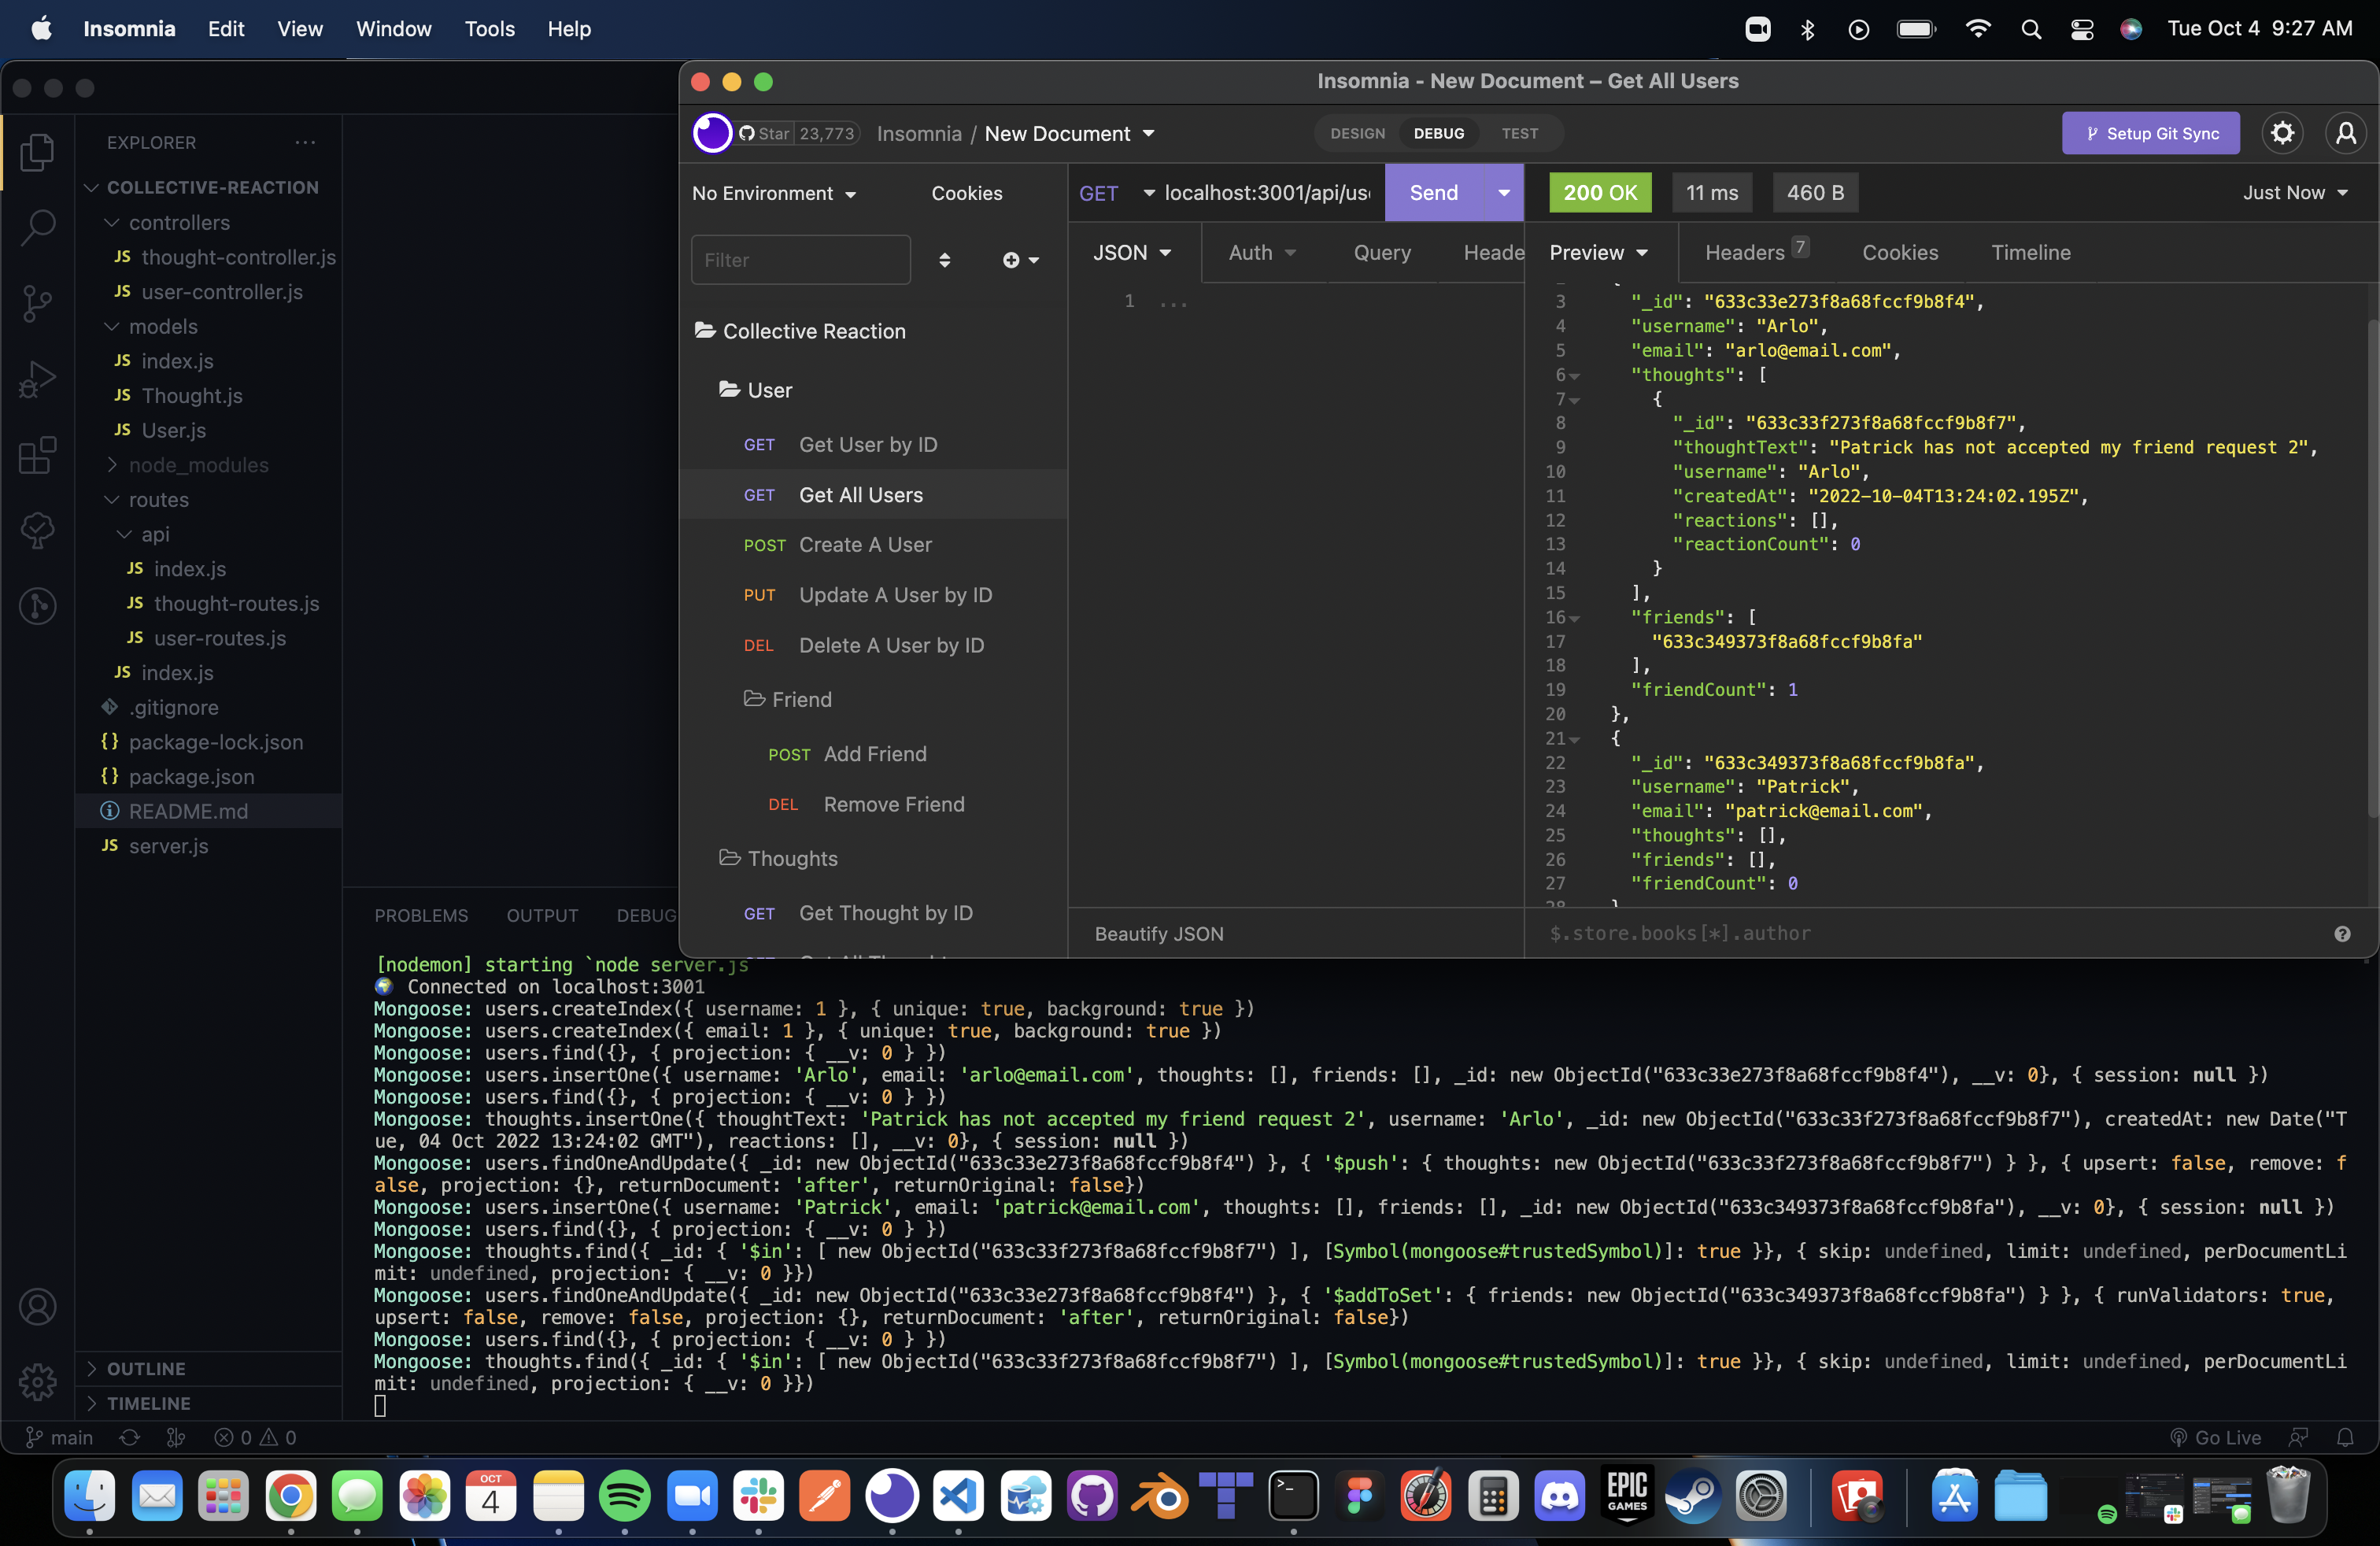 Insomnia Edit View Window Tools Help
Tue Oct 4 9:27 AM
Insomnia - New Document – Get All Users
Star 23,773
Insomnia / New Document
DESIGN DEBUG TEST
Setup Git Sync
EXPLORER
COLLECTIVE-REACTION
controllers
JS thought-controller.js
JS user-controller.js
models
JS index.js
JS Thought.js
JS User.js
node_modules
routes
api
JS index.js
JS thought-routes.js
JS user-routes.js
JS index.js
.gitignore
{} package-lock.json
{} package.json
README.md
JS server.js
OUTLINE
TIMELINE
No Environment
Cookies
Filter
Collective Reaction
User
GET Get User by ID
GET Get All Users
POST Create A User
PUT Update A User by ID
DEL Delete A User by ID
Friend
POST Add Friend
DEL Remove Friend
Thoughts
GET Get Thought by ID
GET localhost:3001/api/us
Send
JSON Auth Query Heade
1 ...
Beautify JSON
200 OK 11 ms 460 B
Just Now
Preview Headers 7 Cookies Timeline
3 "_id": "633c33e273f8a68fccf9b8f4",
4 "username": "Arlo",
5 "email": "arlo@email.com",
6 "thoughts": [
7 {
8 "_id": "633c33f273f8a68fccf9b8f7",
9 "thoughtText": "Patrick has not accepted my friend request 2",
10 "username": "Arlo",
11 "createdAt": "2022-10-04T13:24:02.195Z",
12 "reactions": [],
13 "reactionCount": 0
14 }
15 ],
16 "friends": [
17 "633c349373f8a68fccf9b8fa"
18 ],
19 "friendCount": 1
20 },
21 {
22 "_id": "633c349373f8a68fccf9b8fa",
23 "username": "Patrick",
24 "email": "patrick@email.com",
25 "thoughts": [],
26 "friends": [],
27 "friendCount": 0
$.store.books[*].author
PROBLEMS OUTPUT DEBUG
[nodemon] starting `node server.js
Connected on localhost:3001
Mongoose: users.createIndex({ username: 1 }, { unique: true, background: true })
Mongoose: users.createIndex({ email: 1 }, { unique: true, background: true })
Mongoose: users.find({}, { projection: { __v: 0 } })
Mongoose: users.insertOne({ username: 'Arlo', email: 'arlo@email.com', thoughts: [], friends: [], _id: new ObjectId("633c33e273f8a68fccf9b8f4"), __v: 0}, { session: null })
Mongoose: users.find({}, { projection: { __v: 0 } })
Mongoose: thoughts.insertOne({ thoughtText: 'Patrick has not accepted my friend request 2', username: 'Arlo', _id: new ObjectId("633c33f273f8a68fccf9b8f7"), createdAt: new Date("T
ue, 04 Oct 2022 13:24:02 GMT"), reactions: [], __v: 0}, { session: null })
Mongoose: users.findOneAndUpdate({ _id: new ObjectId("633c33e273f8a68fccf9b8f4") }, { '$push': { thoughts: new ObjectId("633c33f273f8a68fccf9b8f7") } }, { upsert: false, remove: f
alse, projection: {}, returnDocument: 'after', returnOriginal: false})
Mongoose: users.insertOne({ username: 'Patrick', email: 'patrick@email.com', thoughts: [], friends: [], _id: new ObjectId("633c349373f8a68fccf9b8fa"), __v: 0}, { session: null })
Mongoose: users.find({}, { projection: { __v: 0 } })
Mongoose: thoughts.find({ _id: { '$in': [ new ObjectId("633c33f273f8a68fccf9b8f7") ], [Symbol(mongoose#trustedSymbol)]: true }}, { skip: undefined, limit: undefined, perDocumentLi
mit: undefined, projection: { __v: 0 }})
Mongoose: users.findOneAndUpdate({ _id: new ObjectId("633c33e273f8a68fccf9b8f4") }, { '$addToSet': { friends: new ObjectId("633c349373f8a68fccf9b8fa") } }, { runValidators: true,
upsert: false, remove: false, projection: {}, returnDocument: 'after', returnOriginal: false})
Mongoose: users.find({}, { projection: { __v: 0 } })
Mongoose: thoughts.find({ _id: { '$in': [ new ObjectId("633c33f273f8a68fccf9b8f7") ], [Symbol(mongoose#trustedSymbol)]: true }}, { skip: undefined, limit: undefined, perDocumentLi
mit: undefined, projection: { __v: 0 }})
main 0 0
Go Live
OCT
4
EPIC
GAMES